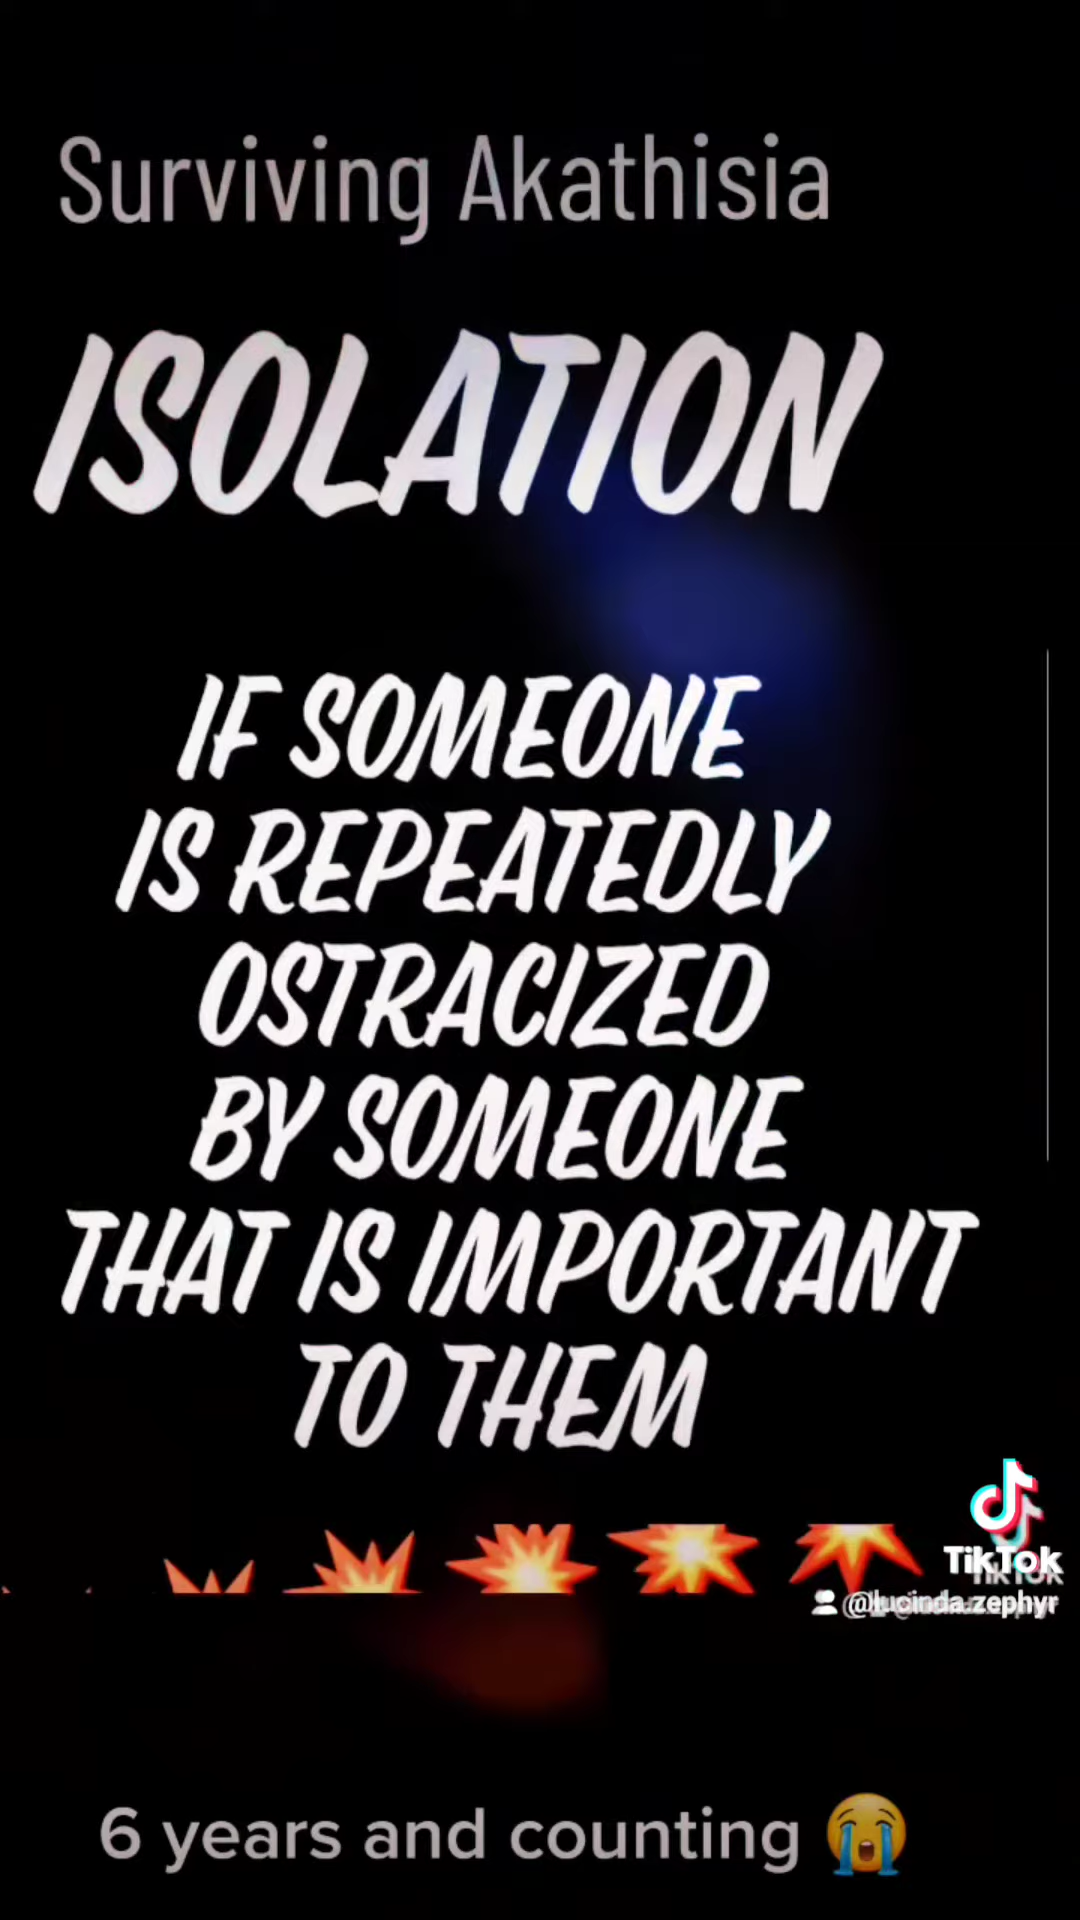 Surviving Akathisia
ISOLATION
IF SOMEONE
IS REPEATEDLY
OSTRACIZED
BY SOMEONE
THAT IS IMPORTANT
TO THEM
TikTok
@lucinda.zephyr
6 years and counting 😭